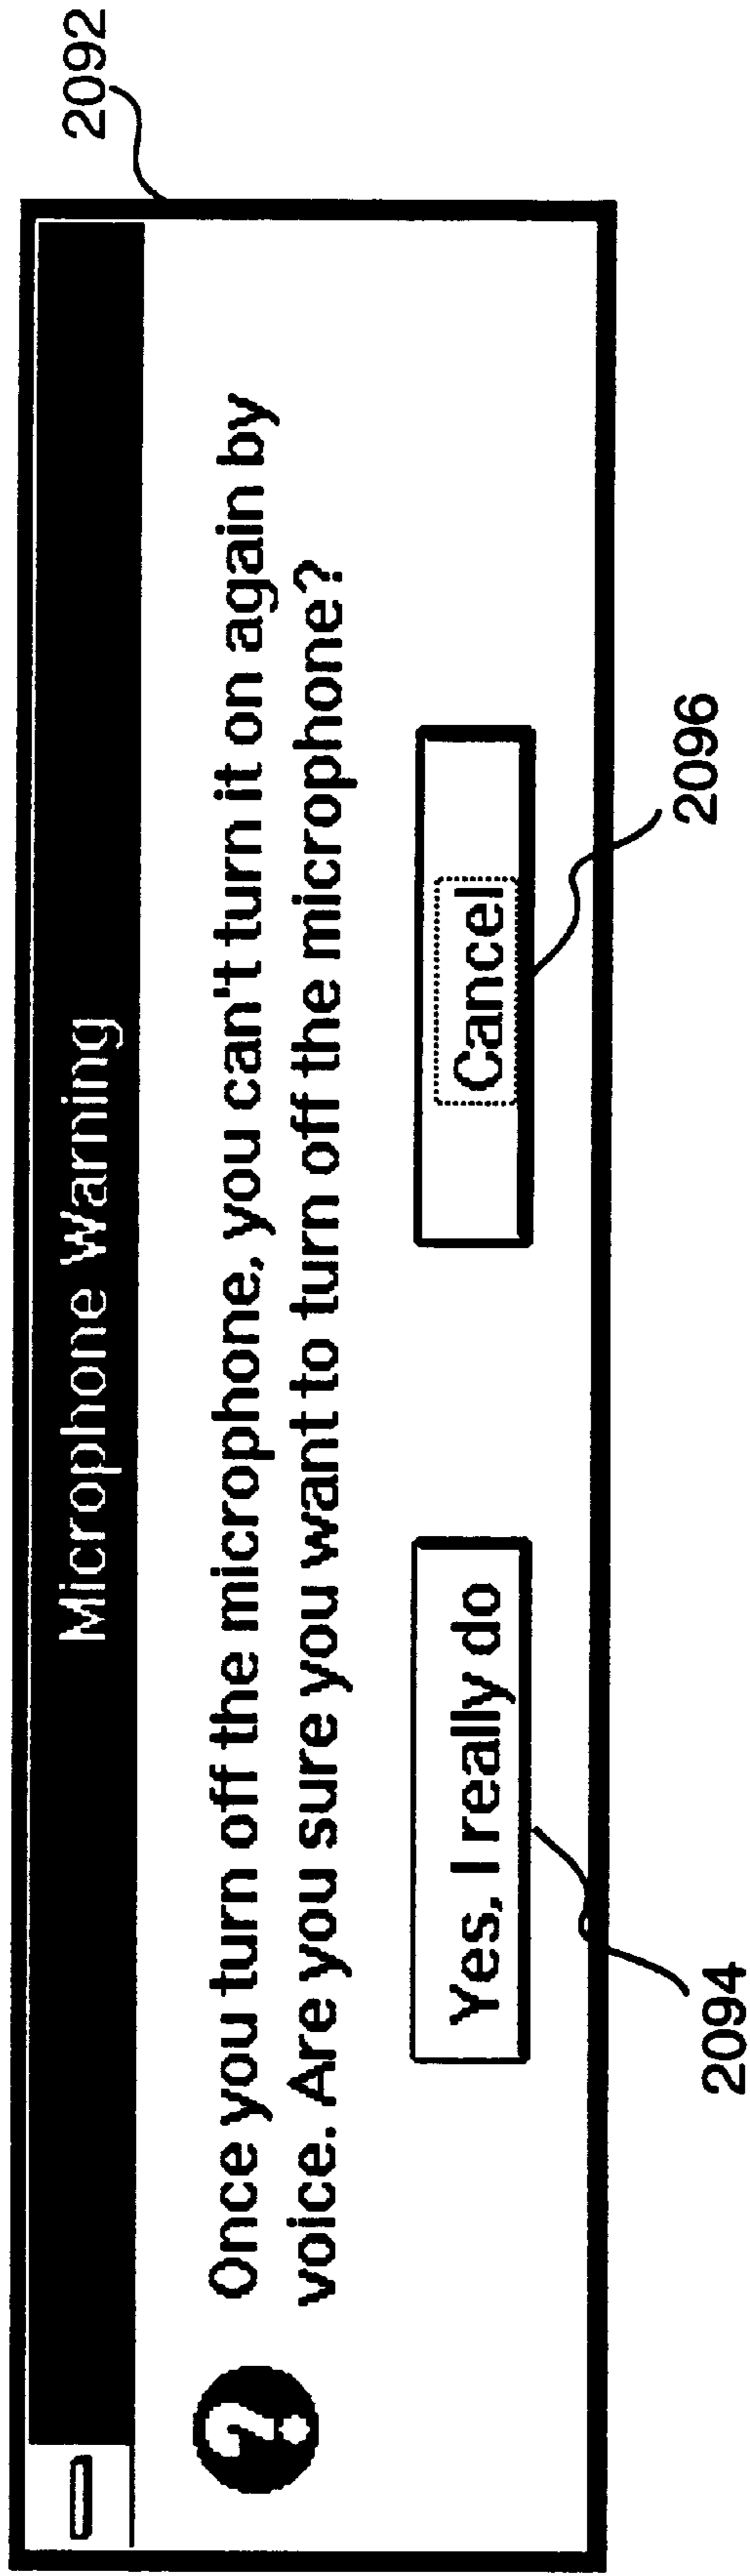 2092
Microphone Warning
? Once you turn off the microphone, you can't turn it on again by
voice. Are you sure you want to turn off the microphone?
Yes, I really do
Cancel
2094
2096